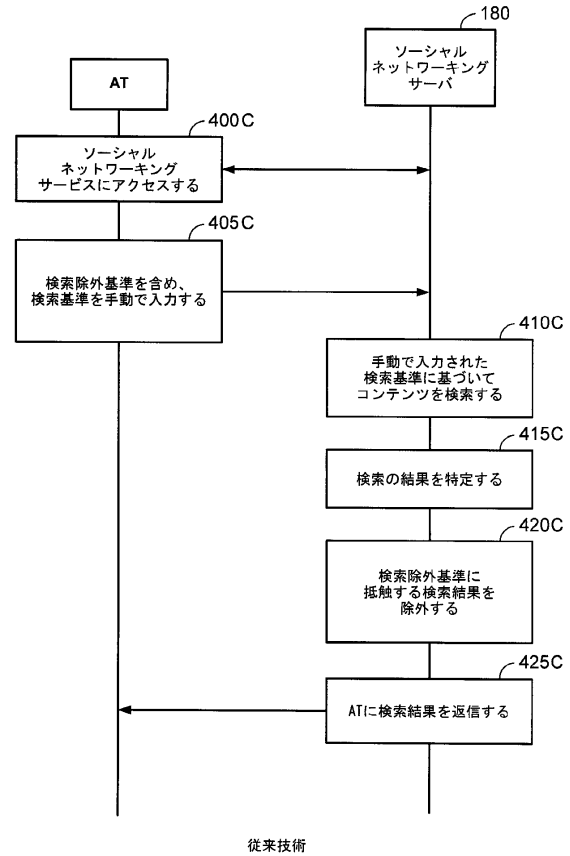 180
ソーシャル
ネットワーキング
サーバ
AT
400C
ソーシャル
ネットワーキング
サービスにアクセスする
405C
検索除外基準を含め、
検索基準を手動で入力する
410C
手動で入力された
検索基準に基づいて
コンテンツを検索する
415C
検索の結果を特定する
420C
検索除外基準に
抵触する検索結果を
除外する
425C
ATに検索結果を返信する
従来技術